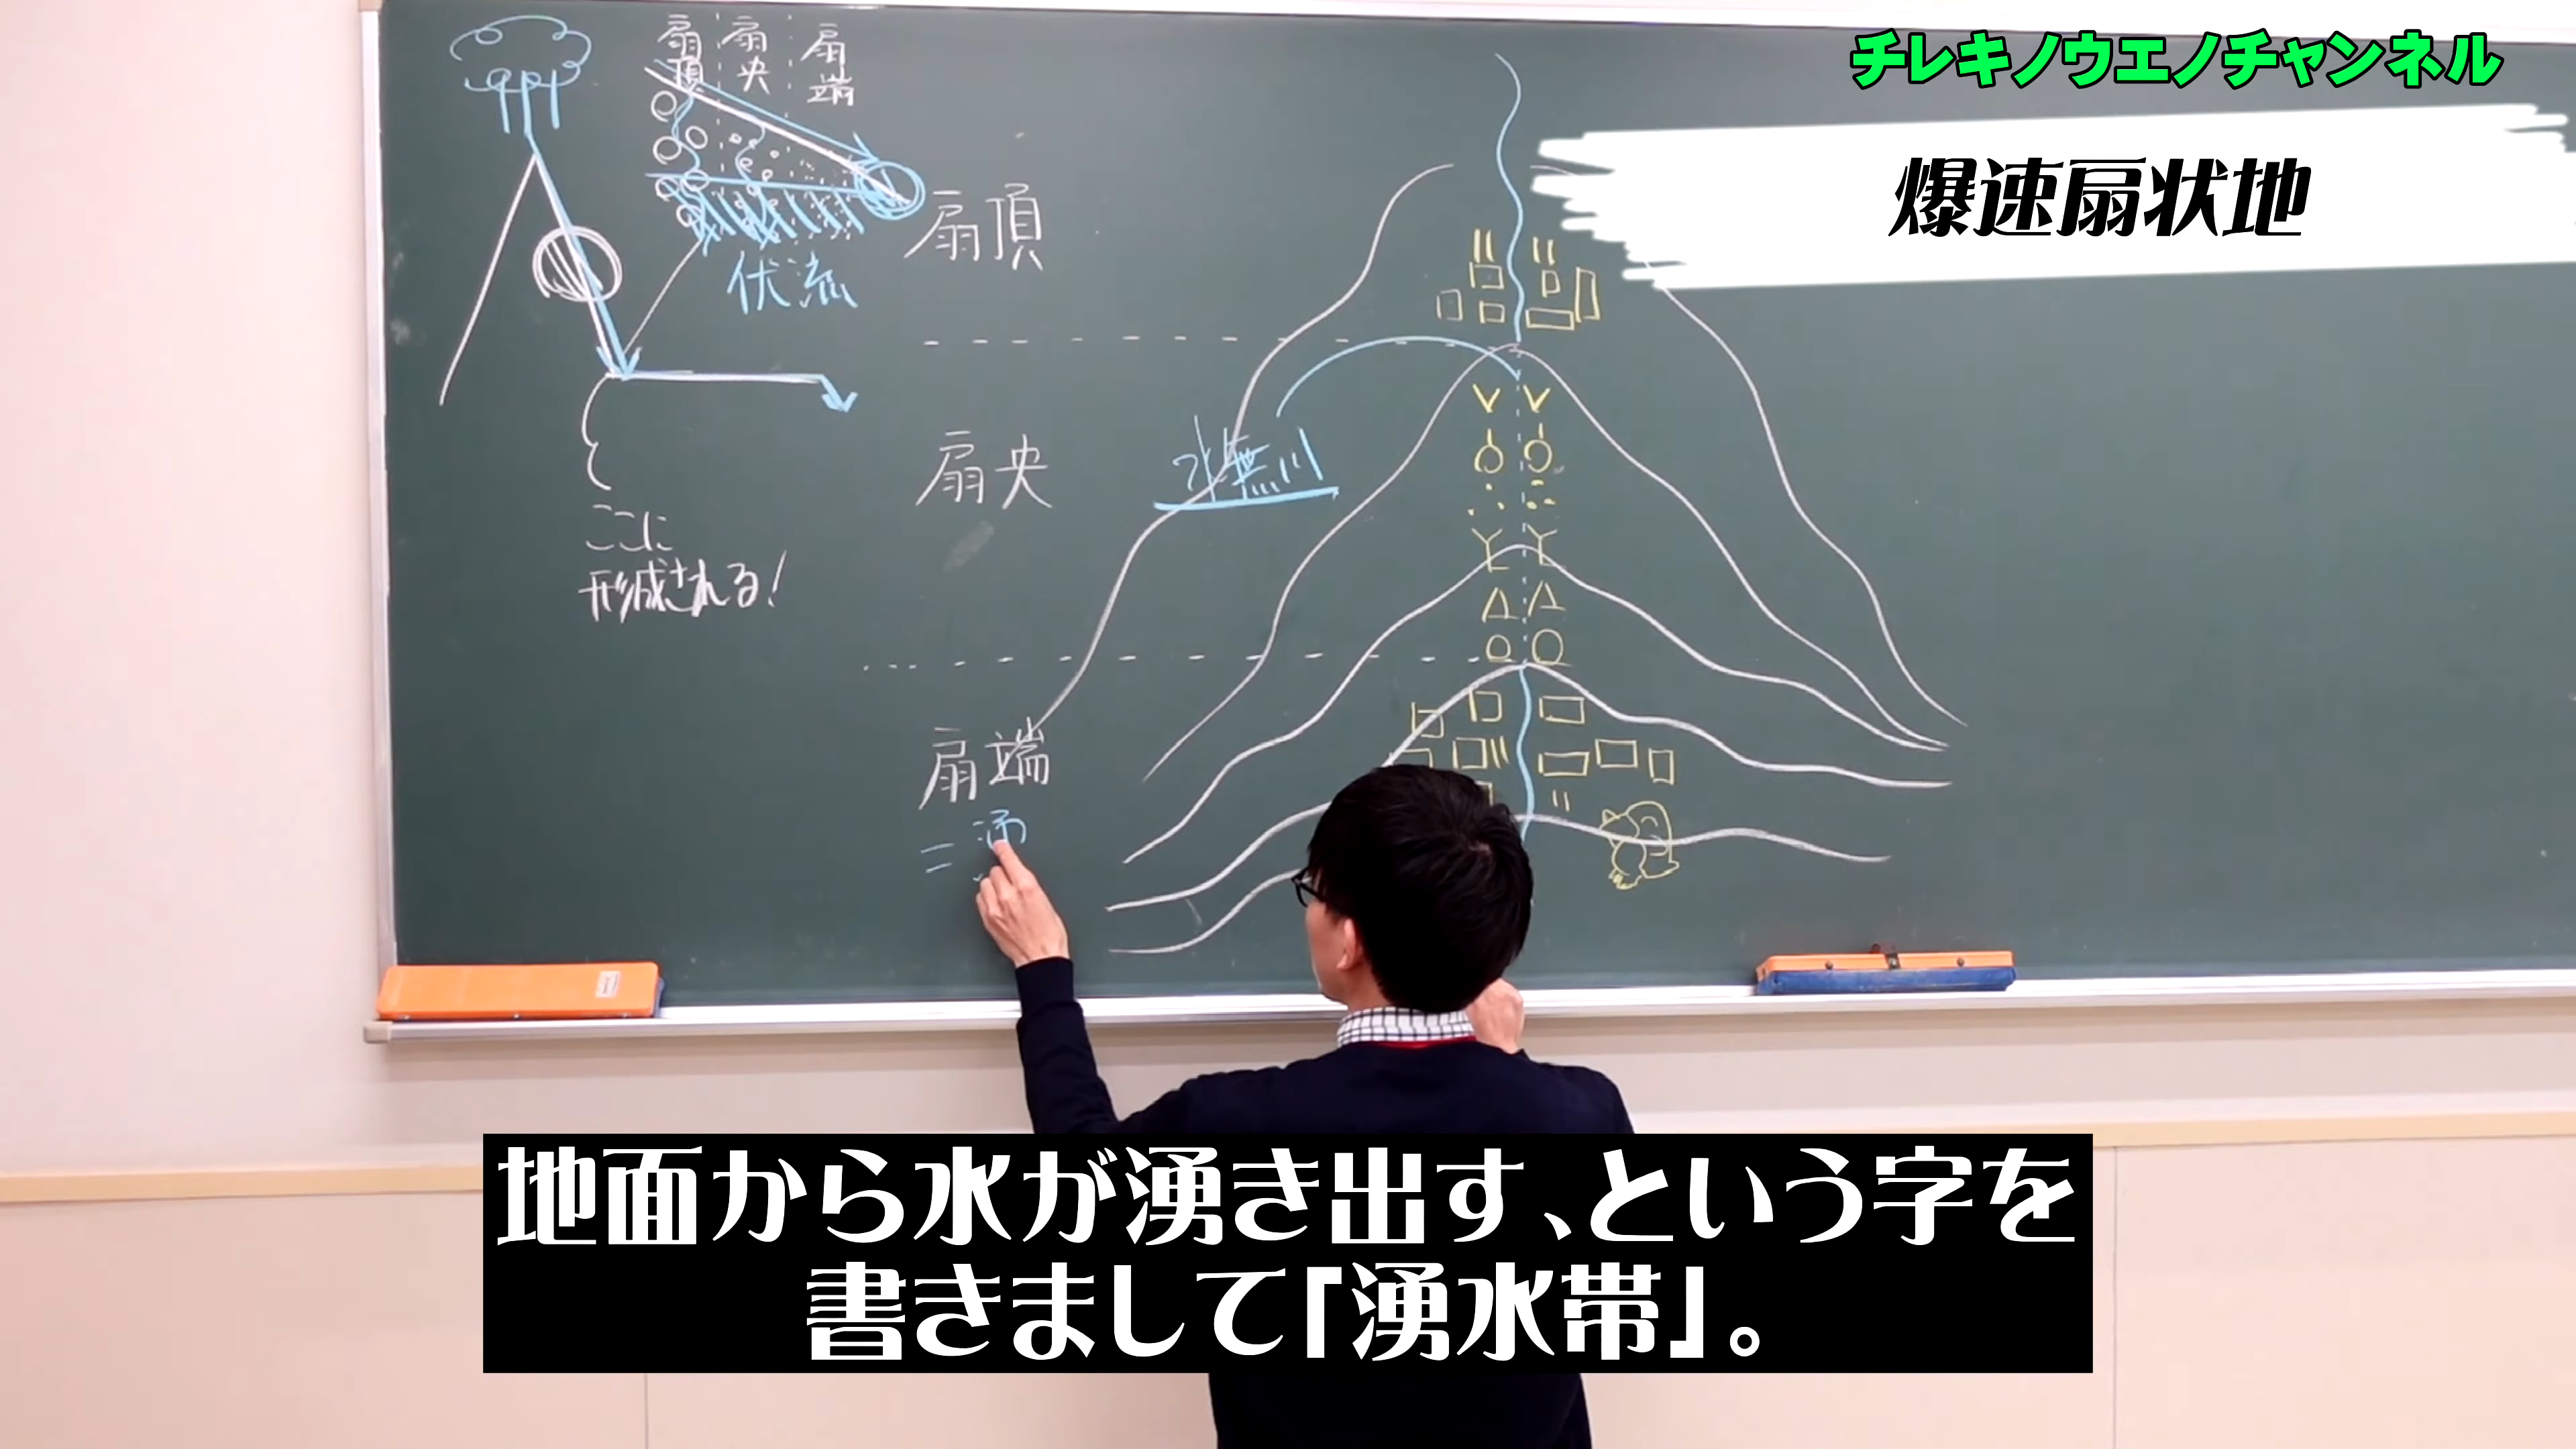 チレキノウエノチャンネル
爆速扇状地
扇頂
扇央
扇端
伏流
ここに
形成される!
扇頂
扇央
水無川
扇端
=湧
地面から水が湧き出す、という字を
書きまして「湧水帯」。